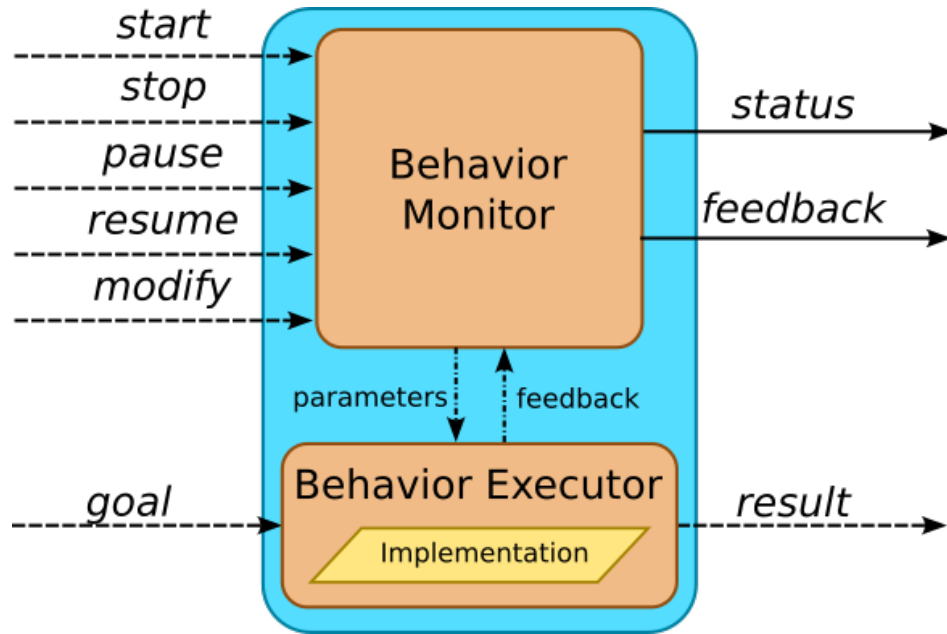 start
stop
pause
resume
modify
Behavior
Monitor
status
feedback
parameters
feedback
goal
Behavior Executor
Implementation
result